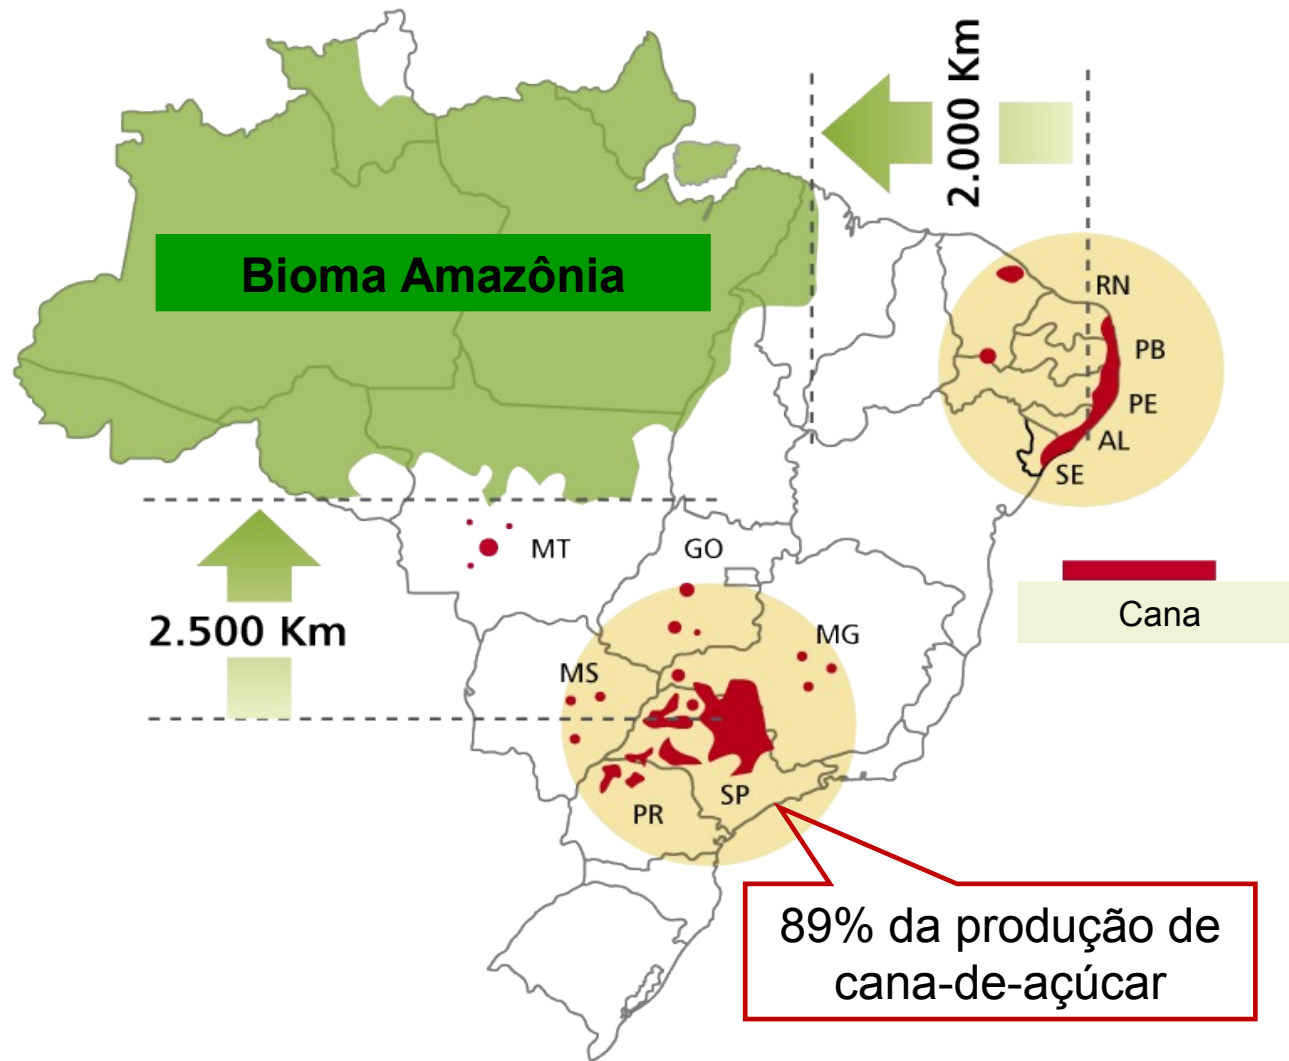 2.000 Km
Bioma Amazônia
RN
PB
PE
AL
SE
MT
GO
Cana
2.500 Km
MG
MS
SP
PR
89% da produção de
cana-de-açúcar